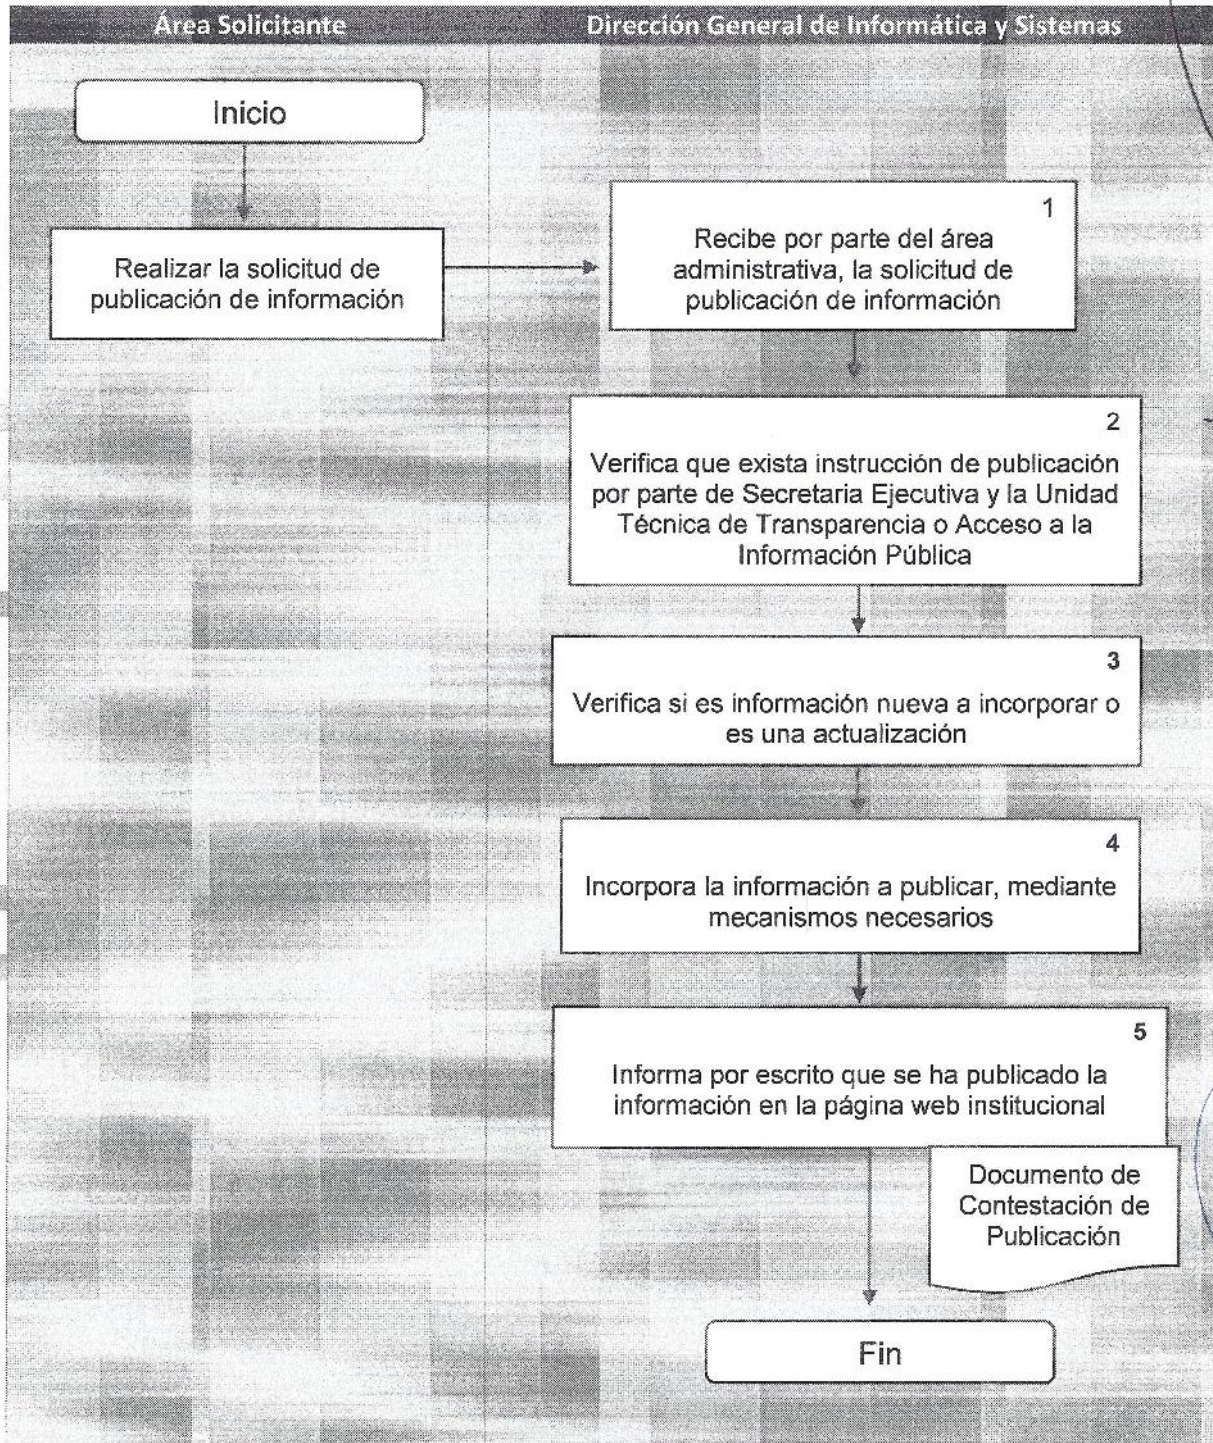 Área Solicitante
Dirección General de Informática y Sistemas
Inicio
Realizar la solicitud de
publicación de información
1
Recibe por parte del área
administrativa, la solicitud de
publicación de información
2
Verifica que exista instrucción de publicación
por parte de Secretaria Ejecutiva y la Unidad
Técnica de Transparencia o Acceso a la
Información Pública
3
Verifica si es información nueva a incorporar o
es una actualización
4
Incorpora la información a publicar, mediante
mecanismos necesarios
5
Informa por escrito que se ha publicado la
información en la página web institucional
Documento de
Contestación de
Publicación
Fin